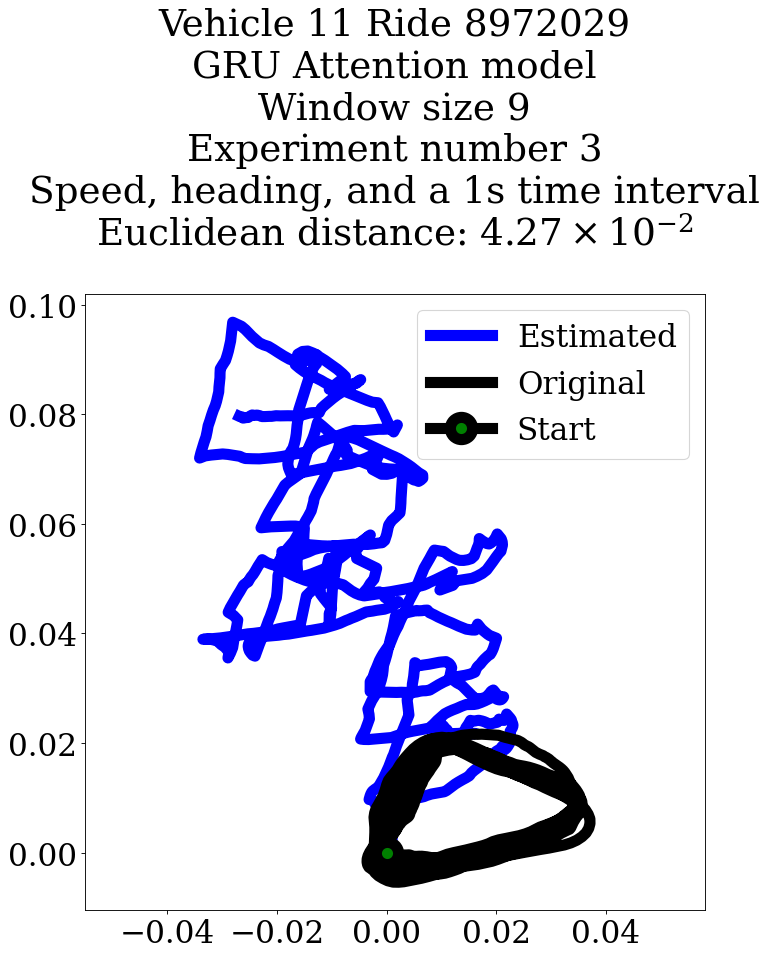 Vehicle 11 Ride 8972029
GRU Attention model
Window size 9
Experiment number 3
Speed, heading, and a 1s time interval
Euclidean distance: 4.27 × 10⁻²
Estimated
Original
Start
0.10
0.08
0.06
0.04
0.02
0.00
−0.04 −0.02 0.00 0.02 0.04